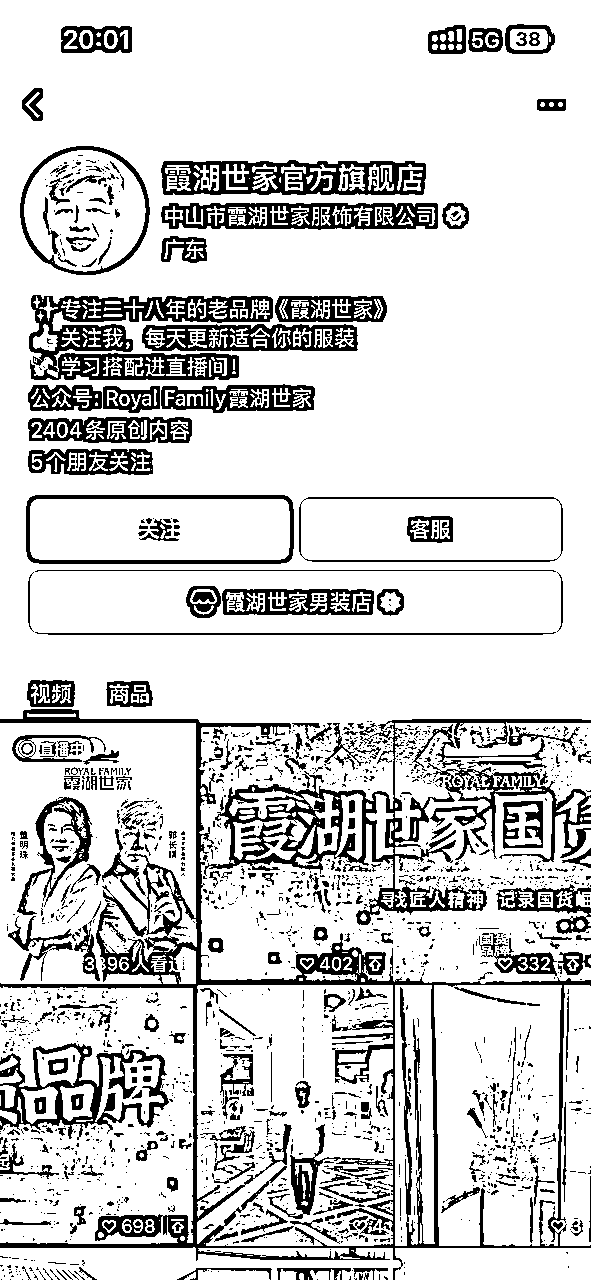 20:01
5G 38
霞湖世家官方旗舰店
中山市霞湖世家服饰有限公司
广东
专注三十八年的老品牌《霞湖世家》
关注我，每天更新适合你的服装
学习搭配进直播间！
公众号: Royal Family霞湖世家
2404条原创内容
5个朋友关注
关注 客服
霞湖世家男装店
视频 商品
直播中
ROYAL FAMILY
霞湖世家
董明珠
郭长棋
96人看过
ROYAL FAMILY
霞湖世家国货
寻找匠人精神 记录国货崛
402
332
品牌
698